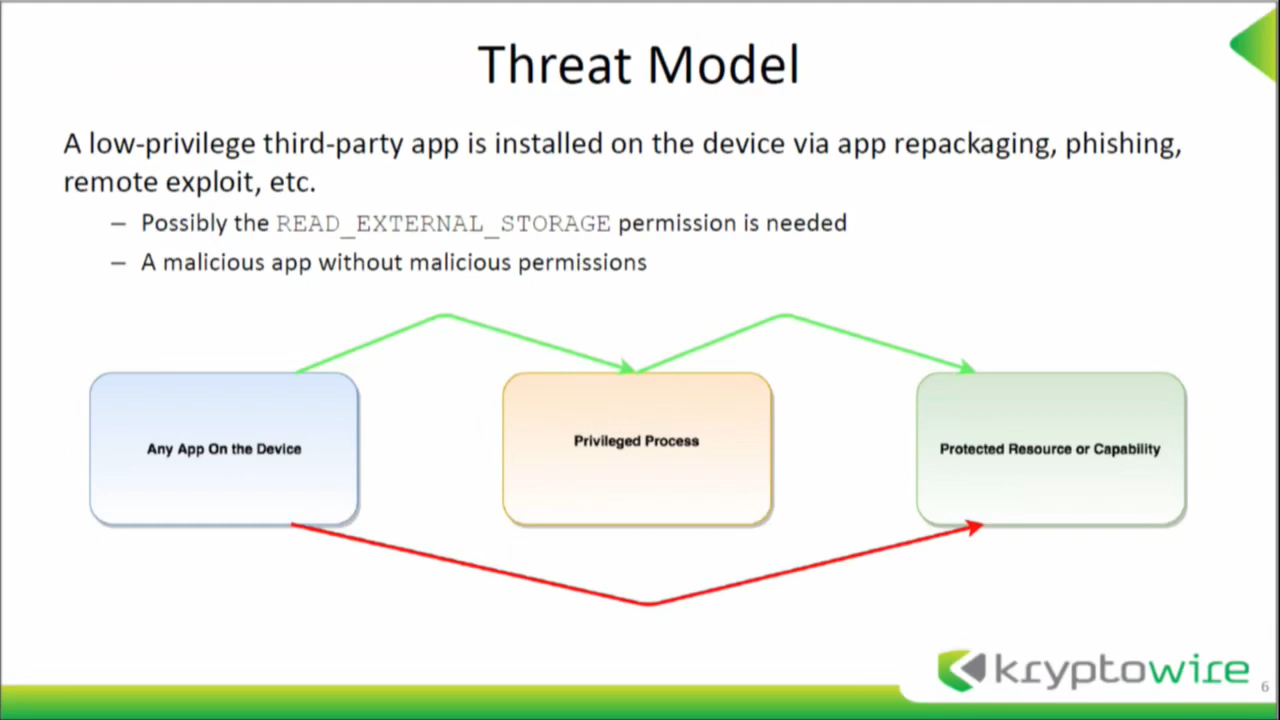 Threat Model
A low-privilege third-party app is installed on the device via app repackaging, phishing,
remote exploit, etc.
– Possibly the READ_EXTERNAL_STORAGE permission is needed
– A malicious app without malicious permissions
Any App On the Device
Privileged Process
Protected Resource or Capability
kryptowire
6